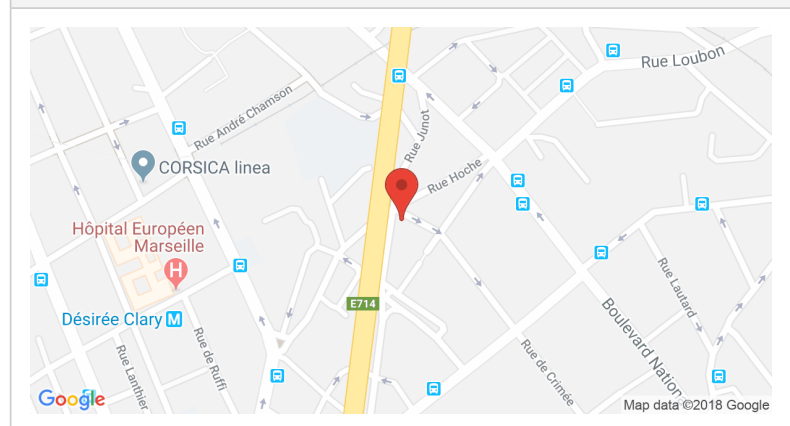 Rue Loubon
Rue André Chamson
Rue Junot
CORSICA linea
Rue Hoche
Hôpital Européen
Marseille
H
E714
Désirée Clary M
Rue Lautard
Boulevard Nation
Rue Lanthier
Rue de Ruffi
Rue de Crimée
Google
Map data ©2018 Google